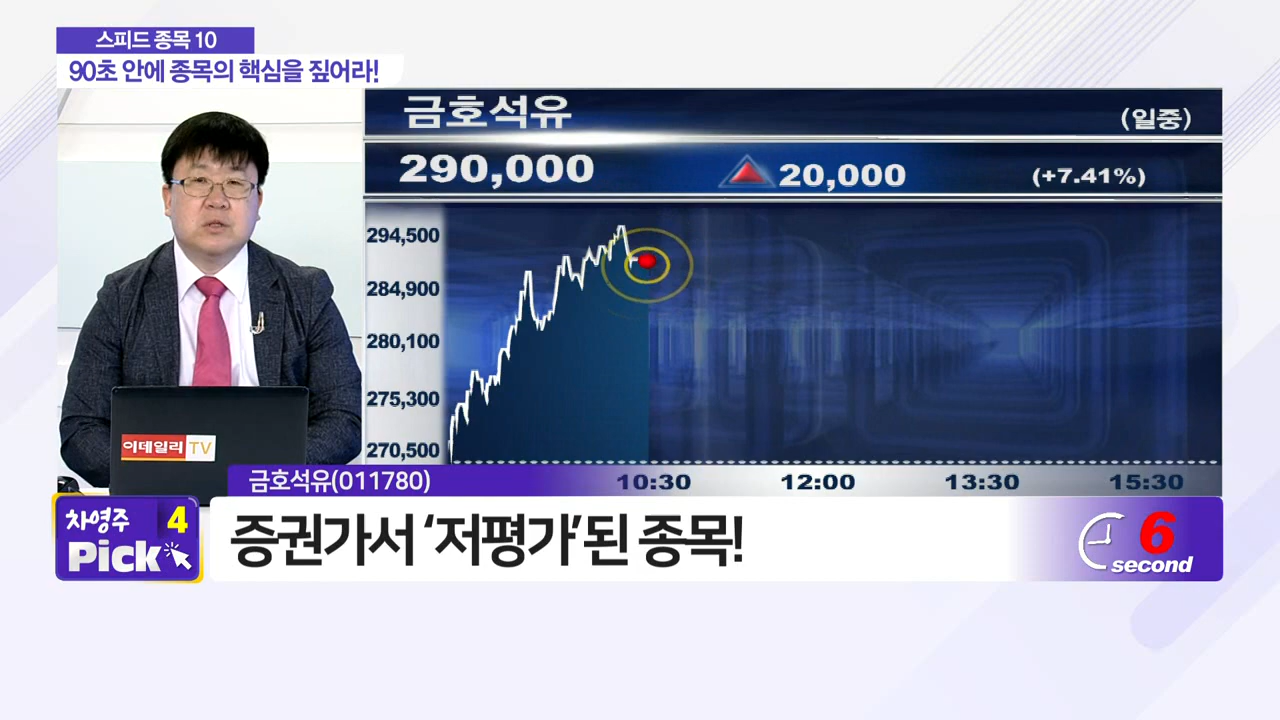 스피드 종목 10
90초 안에 종목의 핵심을 짚어라!
금호석유
(일중)
290,000
20,000
(+7.41%)
294,500
284,900
280,100
275,300
270,500
10:30
12:00
13:30
15:30
이데일리 TV
금호석유(011780)
차영주
4
Pick
증권가서 ‘저평가’된 종목!
6
second